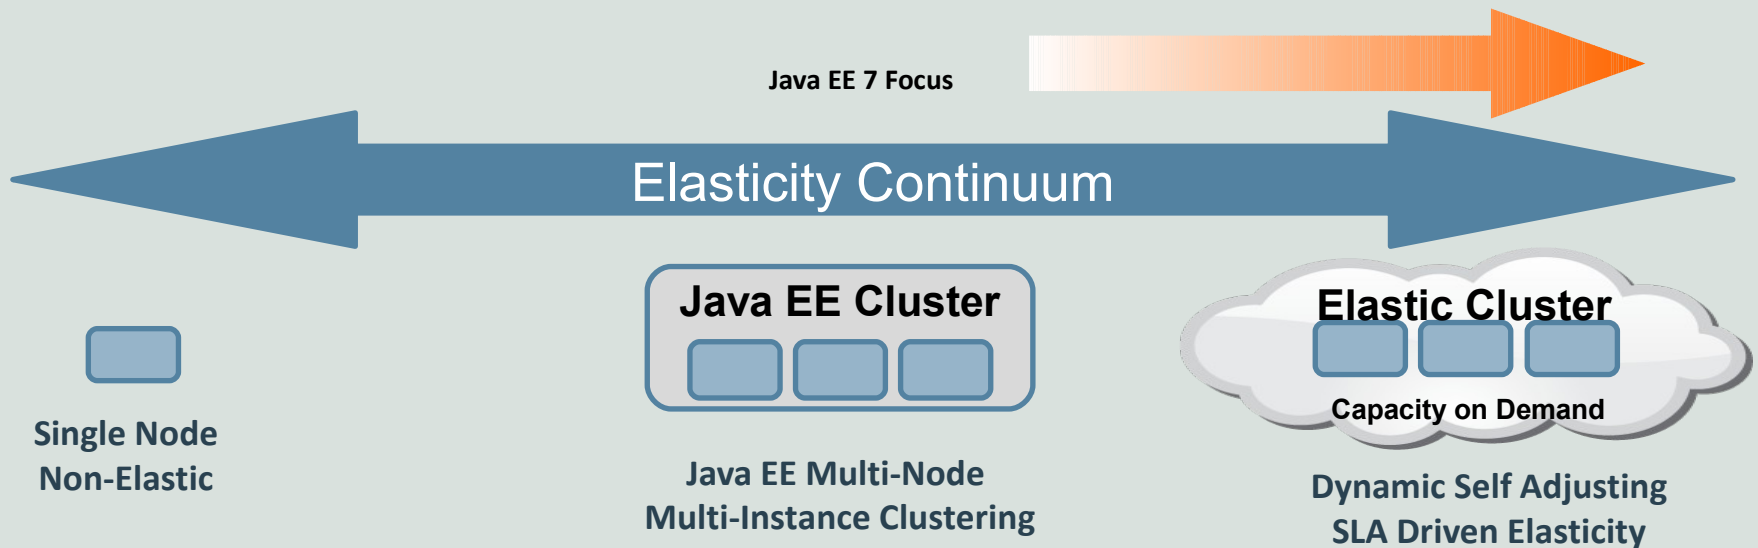 Java EE 7 Focus
Elasticity Continuum
Single Node
Non-Elastic
Java EE Cluster
Java EE Multi-Node
Multi-Instance Clustering
Elastic Cluster
Capacity on Demand
Dynamic Self Adjusting
SLA Driven Elasticity